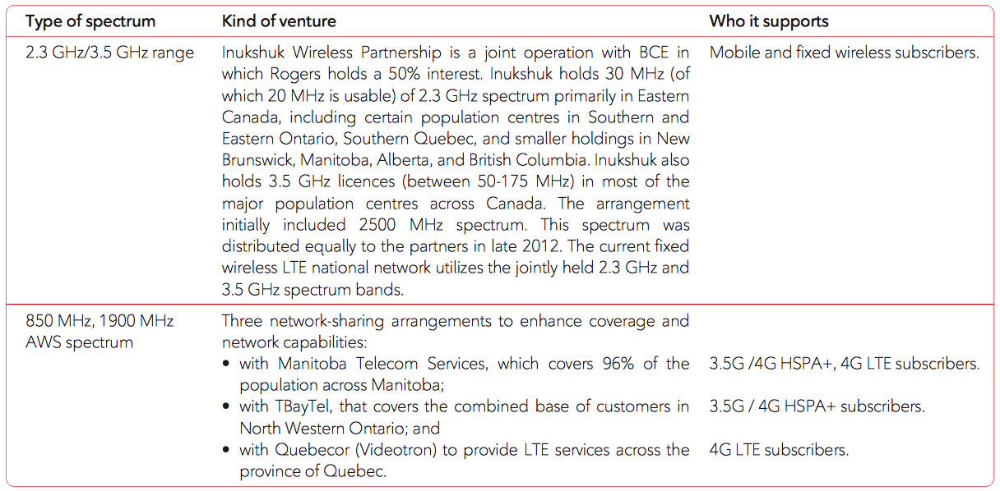 Type of spectrum Kind of venture Who it supports
2.3 GHz/3.5 GHz range Inukshuk Wireless Partnership is a joint operation with BCE in Mobile and fixed wireless subscribers.
which Rogers holds a 50% interest. Inukshuk holds 30 MHz (of
which 20 MHz is usable) of 2.3 GHz spectrum primarily in Eastern
Canada, including certain population centres in Southern and
Eastern Ontario, Southern Quebec, and smaller holdings in New
Brunswick, Manitoba, Alberta, and British Columbia. Inukshuk also
holds 3.5 GHz licences (between 50-175 MHz) in most of the
major population centres across Canada. The arrangement
initially included 2500 MHz spectrum. This spectrum was
distributed equally to the partners in late 2012. The current fixed
wireless LTE national network utilizes the jointly held 2.3 GHz and
3.5 GHz spectrum bands.
850 MHz, 1900 MHz Three network-sharing arrangements to enhance coverage and
AWS spectrum network capabilities:
• with Manitoba Telecom Services, which covers 96% of the 3.5G /4G HSPA+, 4G LTE subscribers.
population across Manitoba;
• with TBayTel, that covers the combined base of customers in 3.5G / 4G HSPA+ subscribers.
North Western Ontario; and
• with Quebecor (Videotron) to provide LTE services across the 4G LTE subscribers.
province of Quebec.